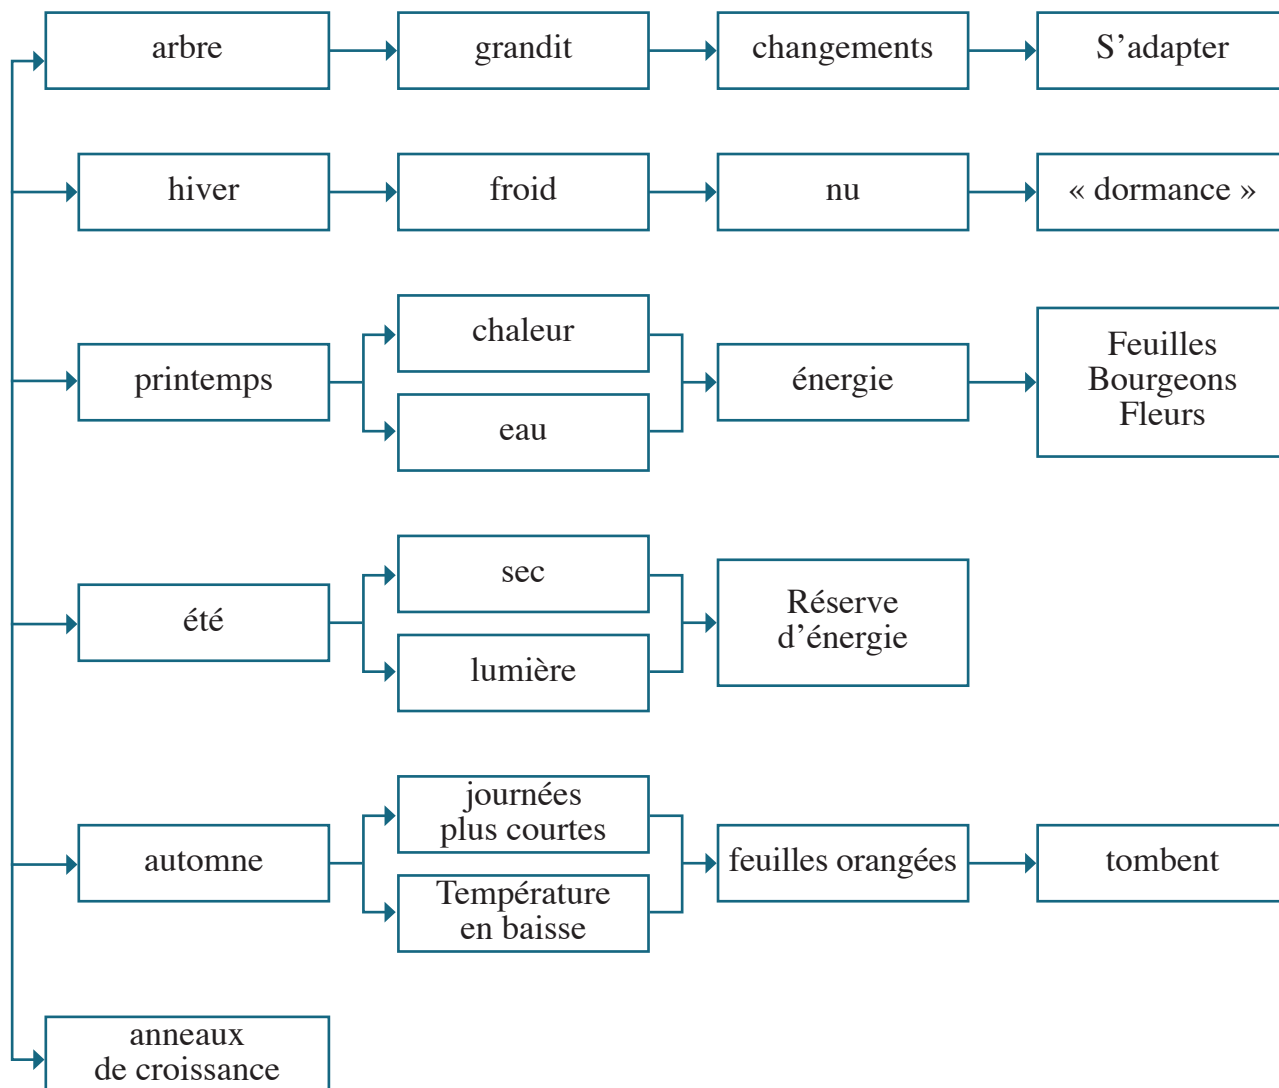 arbre
grandit
changements
S’adapter
hiver
froid
nu
« dormance »
printemps
chaleur
eau
énergie
Feuilles
Bourgeons
Fleurs
été
sec
lumière
Réserve
d’énergie
automne
journées
plus courtes
Température
en baisse
feuilles orangées
tombent
anneaux
de croissance